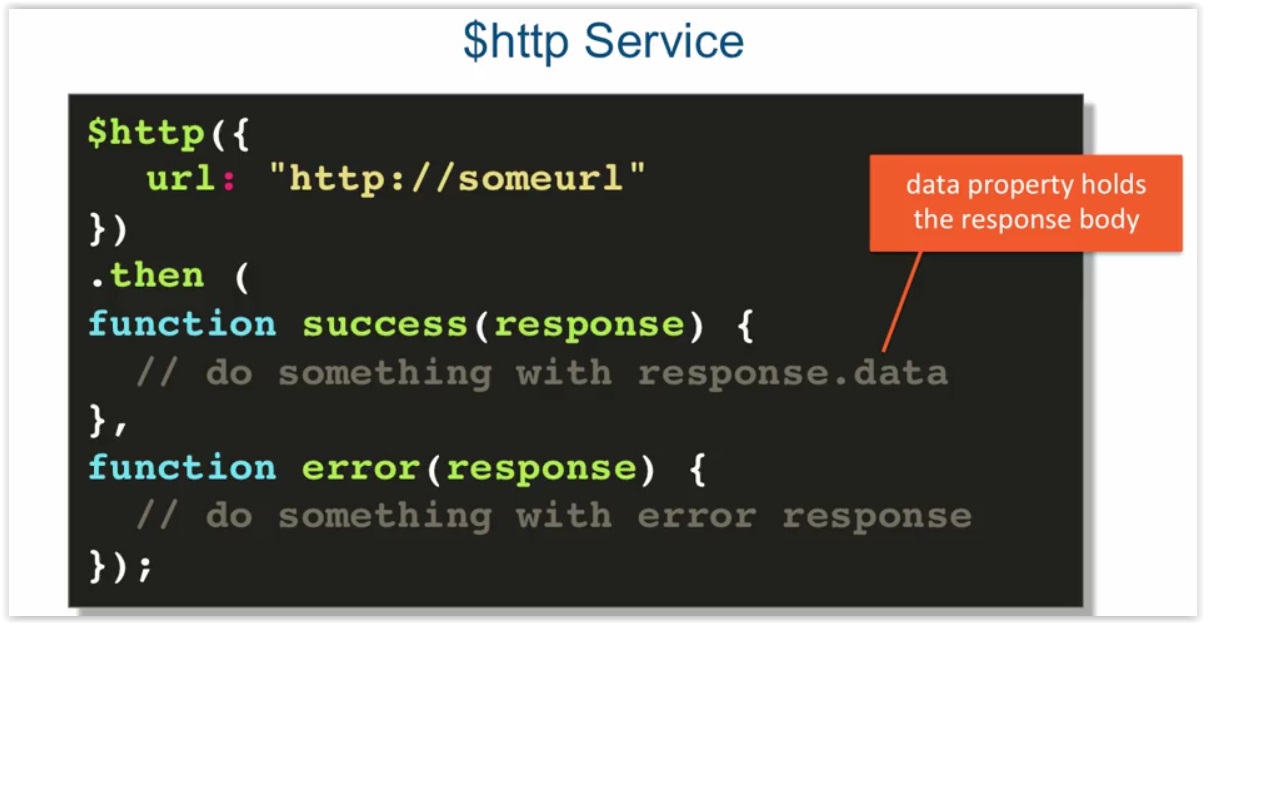 $http Service
$http({
   url: "http://someurl"
})
.then (
function success(response) {
  // do something with response.data
},
function error(response) {
  // do something with error response
});
data property holds
the response body